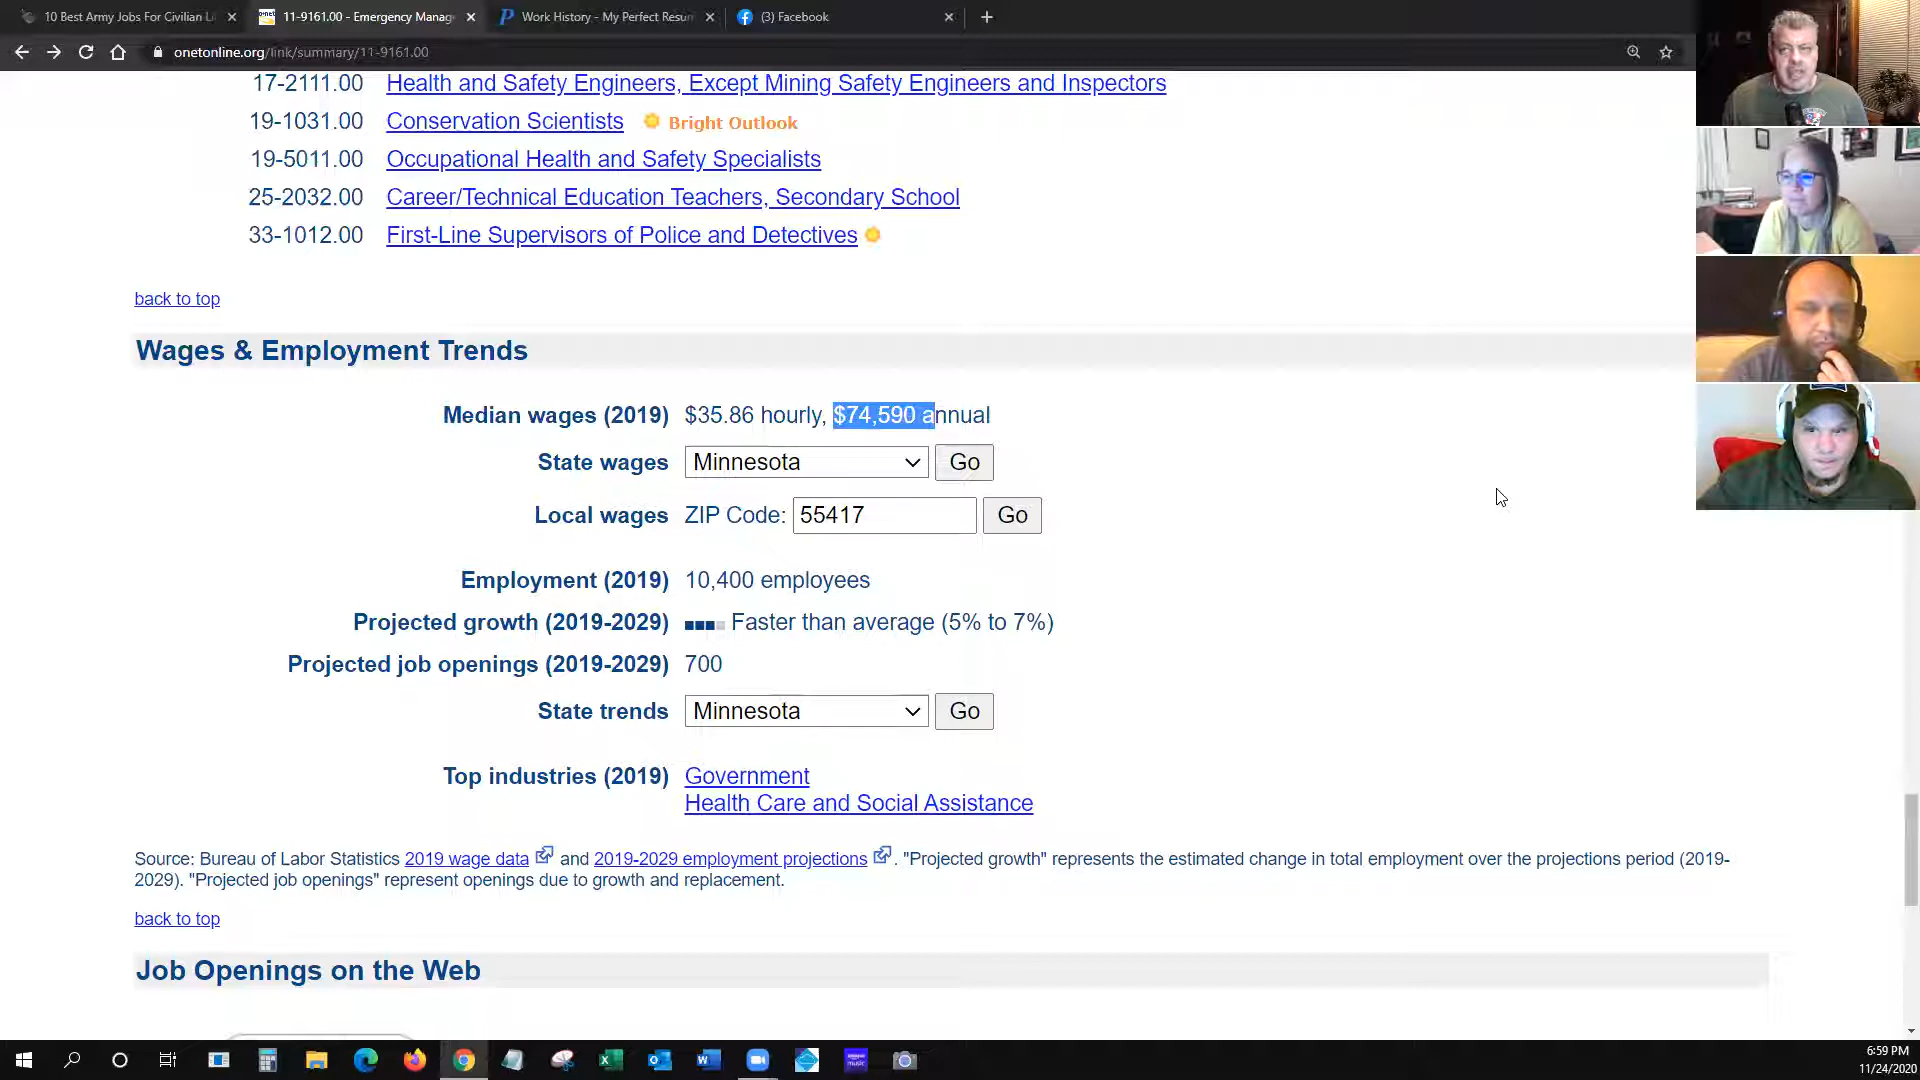 10 Best Army Jobs For Civilian Li
11-9161.00 - Emergency Manag
Work History - My Perfect Resum
(3) Facebook
onetonline.org/link/summary/11-9161.00
17-2111.00 Health and Safety Engineers, Except Mining Safety Engineers and Inspectors
19-1031.00 Conservation Scientists Bright Outlook
19-5011.00 Occupational Health and Safety Specialists
25-2032.00 Career/Technical Education Teachers, Secondary School
33-1012.00 First-Line Supervisors of Police and Detectives
back to top
Wages & Employment Trends
Median wages (2019) $35.86 hourly, $74,590 annual
State wages Minnesota Go
Local wages ZIP Code: 55417 Go
Employment (2019) 10,400 employees
Projected growth (2019-2029) Faster than average (5% to 7%)
Projected job openings (2019-2029) 700
State trends Minnesota Go
Top industries (2019) Government
Health Care and Social Assistance
Source: Bureau of Labor Statistics 2019 wage data and 2019-2029 employment projections. "Projected growth" represents the estimated change in total employment over the projections period (2019-
2029). "Projected job openings" represent openings due to growth and replacement.
back to top
Job Openings on the Web
6:59 PM
11/24/2020